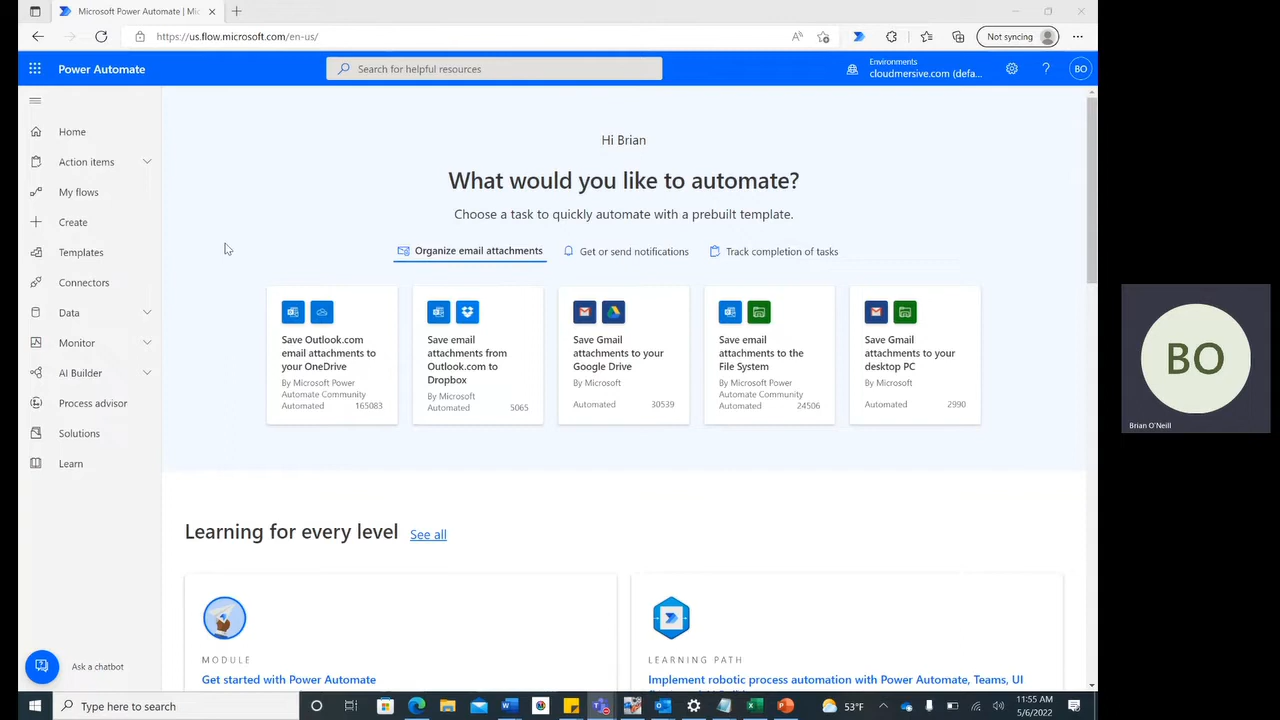 Microsoft Power Automate | Mic
https://us.flow.microsoft.com/en-us/
Not syncing
Power Automate
Search for helpful resources
Environments
cloudmersive.com (defa...
BO
Home
Action items
My flows
Create
Templates
Connectors
Data
Monitor
AI Builder
Process advisor
Solutions
Learn
Ask a chatbot
Hi Brian
What would you like to automate?
Choose a task to quickly automate with a prebuilt template.
Organize email attachments
Get or send notifications
Track completion of tasks
Save Outlook.com
email attachments to
your OneDrive
By Microsoft Power
Automate Community
Automated 165083
Save email
attachments from
Outlook.com to
Dropbox
By Microsoft
Automated 5065
Save Gmail
attachments to your
Google Drive
By Microsoft
Automated 30539
Save email
attachments to the
File System
By Microsoft Power
Automate Community
Automated 24506
Save Gmail
attachments to your
desktop PC
By Microsoft
Automated 2990
Learning for every level See all
MODULE
Get started with Power Automate
LEARNING PATH
Implement robotic process automation with Power Automate, Teams, UI
BO
Brian O'Neill
Type here to search
53°F
11:55 AM
5/6/2022